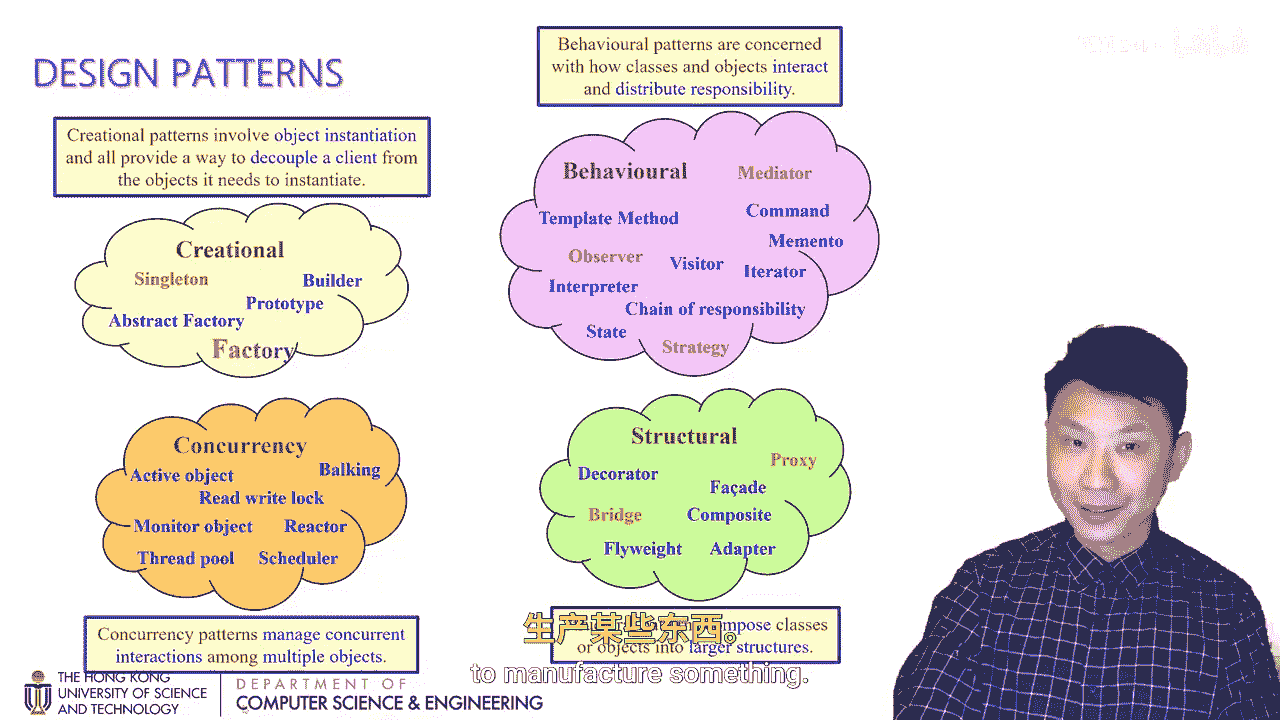 DESIGN PATTERNS
Creational patterns involve object instantiation
and all provide a way to decouple a client from
the objects it needs to instantiate.
Creational
Singleton
Builder
Prototype
Abstract Factory
Factory
Behavioural patterns are concerned
with how classes and objects interact
and distribute responsibility.
Behavioural
Mediator
Template Method
Command
Memento
Observer
Visitor
Iterator
Interpreter
Chain of responsibility
State
Strategy
Concurrency
Active object
Balking
Read write lock
Monitor object
Reactor
Thread pool
Scheduler
Concurrency patterns manage concurrent
interactions among multiple objects.
Structural
Proxy
Decorator
Façade
Bridge
Composite
Flyweight
Adapter
classes
or objects into larger structures.
生产某些东西。
to manufacture something.
THE HONG KONG
UNIVERSITY OF SCIENCE
AND TECHNOLOGY
DEPARTMENT OF
COMPUTER SCIENCE & ENGINEERING